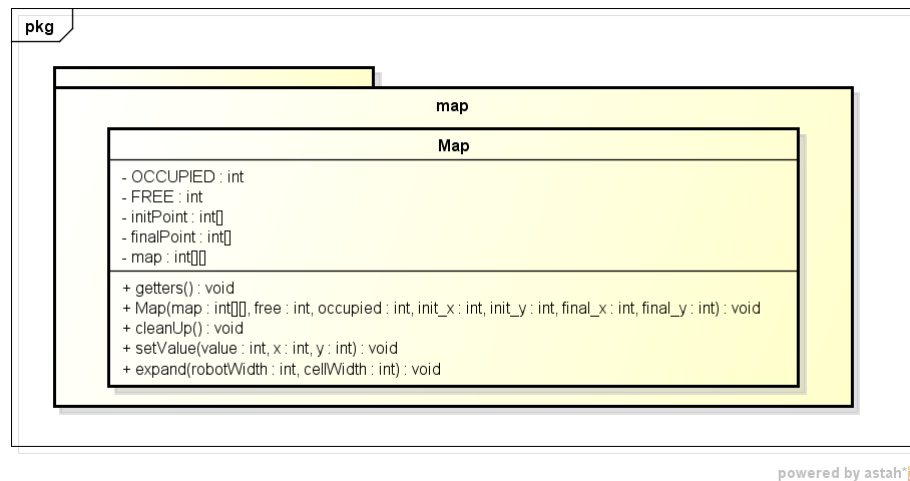 pkg
map
Map
- OCCUPIED : int
- FREE : int
- initPoint : int[]
- finalPoint : int[]
- map : int[][]
+ getters() : void
+ Map(map : int[][], free : int, occupied : int, init_x : int, init_y : int, final_x : int, final_y : int) : void
+ cleanUp() : void
+ setValue(value : int, x : int, y : int) : void
+ expand(robotWidth : int, cellWidth : int) : void
powered by astah*